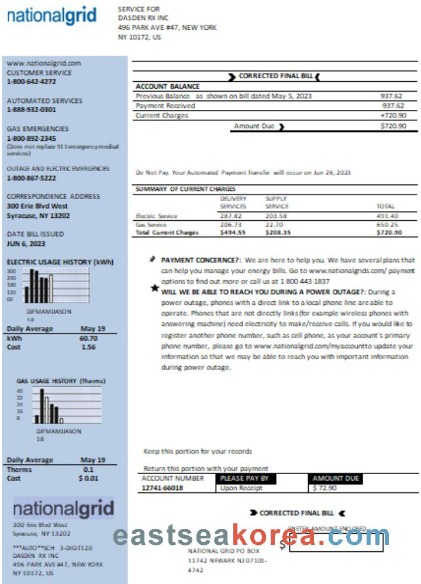 nationalgrid
SERVICE FOR
DASDEN RX INC
496 PARK AVE #47, NEW YORK
NY 10172, US
www.nationalgrid.com
CUSTOMER SERVICE
1-800-642-4272
AUTOMATED SERVICES
1-888-932-0301
GAS EMERGENCIES
1-800-892-2345
(Does not replace 911 emergency medical
services)
OUTAGE AND ELECTRIC EMERGENCIES
1-800-867-5222
CORRESPONDENCE ADDRESS
300 Erie Blvd West
Syracuse, NY 13202
DATE BILL ISSUED
JUN 6, 2023
ELECTRIC USAGE HISTORY (kWh)
300
240
180
120
60
DJFMAMJJASON
18
Daily Average May 19
kWh 60.70
Cost 1.56
GAS USAGE HISTORY (Therms)
40
32
24
16
8
DJFMAMJJASON
18
Daily Average May 19
Therms 0.1
Cost $ 0.01
nationalgrid
300 Erie Blvd West
Syracuse, NY 13202
***AUTO**SCH 3-DIGIT120
DASDEN RX INC
496 PARK AVE #47, NEW YORK
NY 10172, US
CORRECTED FINAL BILL
ACCOUNT BALANCE
Previous Balance as shown on bill dated May 5, 2023 937.62
Payment Received 937.62
Current Charges +720.90
Amount Due $720.90
Do Not Pay. Your Automated Payment Transfer will occur on Jun 26, 2023
SUMMARY OF CURRENT CHARGES
DELIVERY SERVICES SUPPLY SERVICE TOTAL
Electric Service 287.82 203.58 491.40
Gas Service 206.73 22.70 650.25
Total Current Charges $494.55 $208.35 $720.90
PAYMENT CONCERNE?: We are here to help you. We have several plans that
can help you manage your energy bills. Go to www.nationalgrids.com/ payment
options to find out more or call us at 1 800 443 1837
WILL WE BE ABLE TO REACH YOU DURING A POWER OUTAGE?: During a
power outage, phones with a direct link to a local phone line are able to
operate. Phones that are not directly links(for example wireless phones with
answering machine) need electricity to make/receive calls. If you would like to
register another phone number, such as cell phone, as your account's primary
phone number, please go to www.nationalgrid.com/myaccountto update your
information so that we may be able to reach you with important information
during power outage.
Keep this portion for your records
Return this portion with your payment
ACCOUNT NUMBER PLEASE PAY BY AMOUNT DUE
12741-66018 Upon Receipt $ 72.90
CORRECTED FINAL BILL
ENETER AMOUNT ENCLOSED
$
NATIONAL GRID PO BOX
11742 NEWARK NJ 07101-
4742
eastseakorea.com